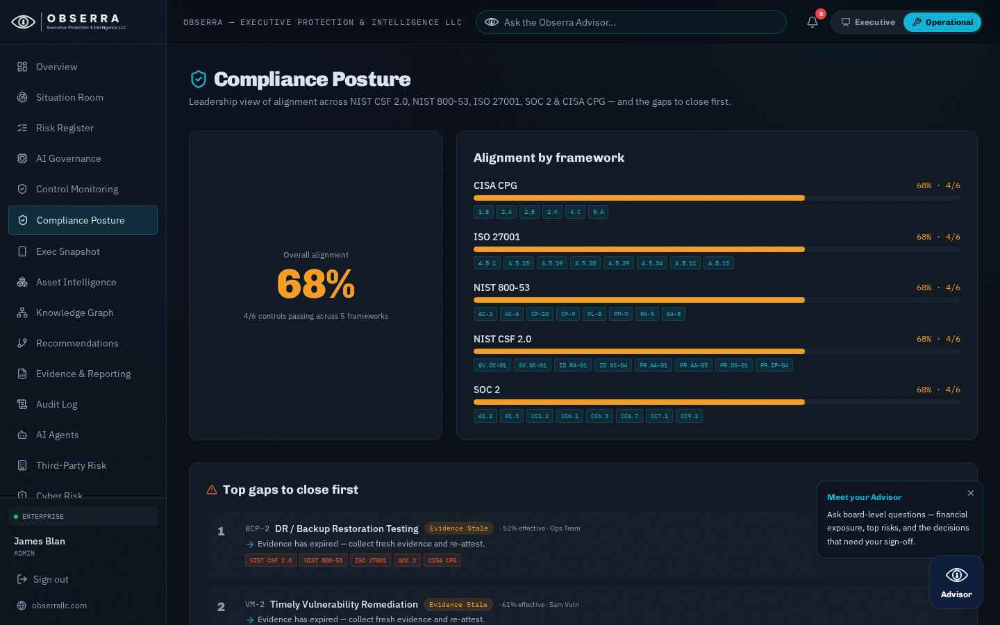 OBSERRA
Executive Protection & Intelligence LLC
OBSERRA — EXECUTIVE PROTECTION & INTELLIGENCE LLC
Ask the Obserra Advisor...
8
Executive
Operational
Overview
Situation Room
Risk Register
AI Governance
Control Monitoring
Compliance Posture
Exec Snapshot
Asset Intelligence
Knowledge Graph
Recommendations
Evidence & Reporting
Audit Log
AI Agents
Third-Party Risk
Cyber Risk
ENTERPRISE
James Blan
ADMIN
Sign out
obserrallc.com
Compliance Posture
Leadership view of alignment across NIST CSF 2.0, NIST 800-53, ISO 27001, SOC 2 & CISA CPG — and the gaps to close first.
Overall alignment
68%
4/6 controls passing across 5 frameworks
Alignment by framework
CISA CPG 68% · 4/6
1.E 2.A 2.E 2.K 4.C 5.A
ISO 27001 68% · 4/6
A.5.1 A.5.15 A.5.19 A.5.20 A.5.29 A.5.34 A.8.11 A.8.13
NIST 800-53 68% · 4/6
AC-2 AC-6 CP-10 CP-9 PL-8 PM-9 RA-5 SA-8
NIST CSF 2.0 68% · 4/6
GV.OC-01 GV.SC-01 ID.RA-01 ID.SC-04 PR.AA-01 PR.AA-05 PR.DS-01 PR.IP-04
SOC 2 68% · 4/6
A1.2 A1.3 CC1.2 CC6.1 CC6.3 CC6.7 CC7.1 CC9.2
Top gaps to close first
1 BCP-2 DR / Backup Restoration Testing Evidence Stale · 52% effective · Ops Team
→ Evidence has expired — collect fresh evidence and re-attest.
NIST CSF 2.0 NIST 800-53 ISO 27001 SOC 2 CISA CPG
2 VM-2 Timely Vulnerability Remediation Evidence Stale · 61% effective · Sam Vuln
→ Evidence has expired — collect fresh evidence and re-attest.
Meet your Advisor
Ask board-level questions — financial
exposure, top risks, and the decisions
that need your sign-off.
Advisor